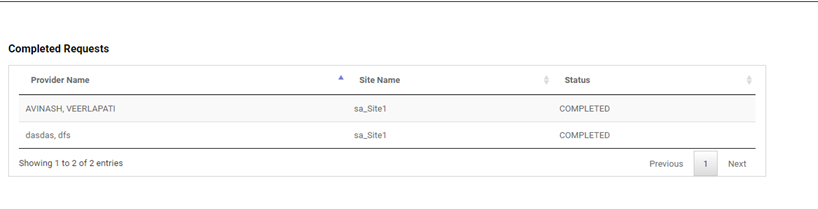 Completed Requests
Provider Name Site Name Status
AVINASH, VEERLAPATI sa_Site1 COMPLETED
dasdas, dfs sa_Site1 COMPLETED
Showing 1 to 2 of 2 entries Previous 1 Next